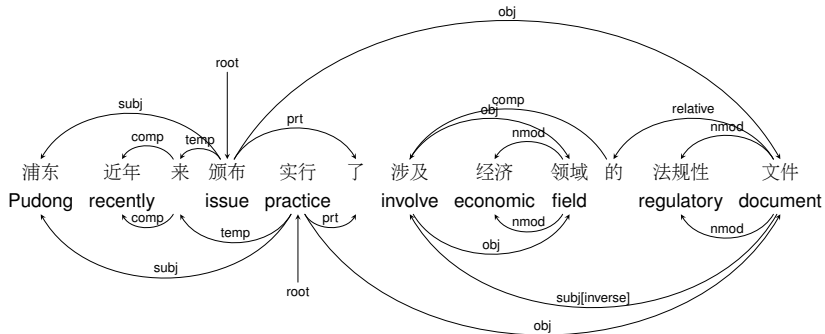 obj
root
subj
prt
obj
comp
relative
comp
temp
nmod
nmod
浦东 近年 来 颁布 实行 了 涉及 经济 领域 的 法规性 文件
Pudong recently issue practice involve economic field regulatory document
comp
prt
nmod
nmod
temp
obj
subj
root
subj[inverse]
obj